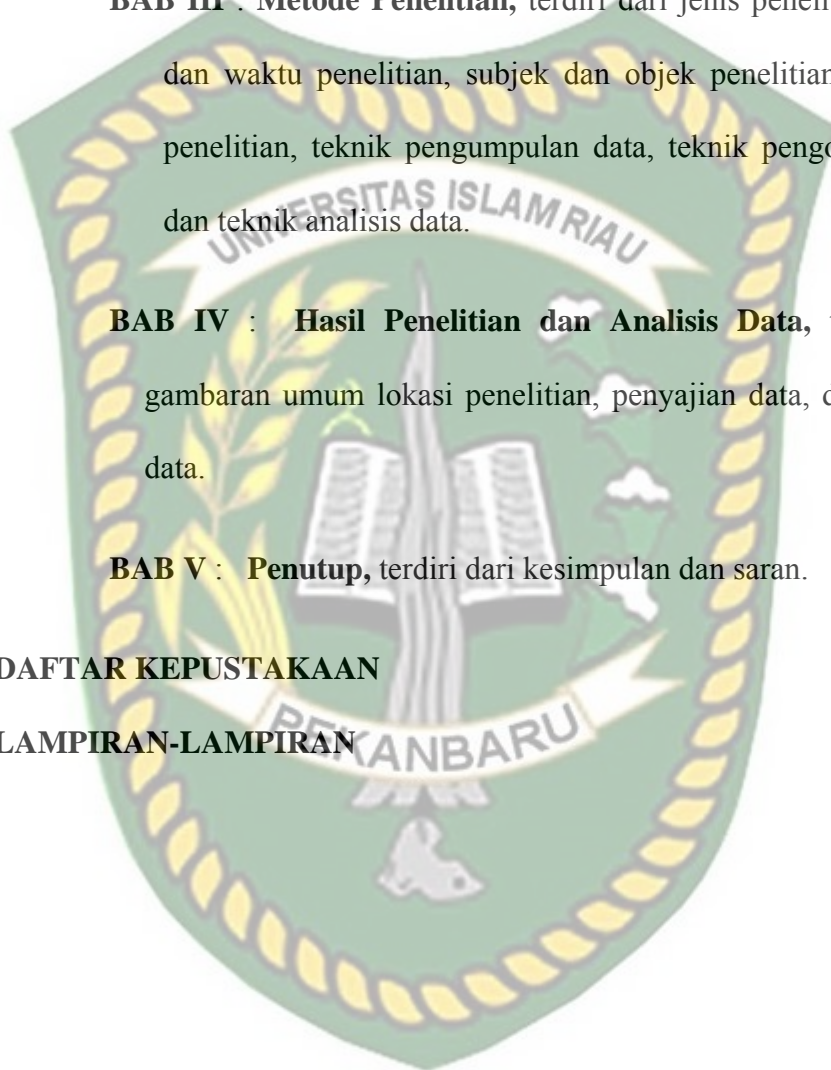 BAB III : Metode Penelitian, terdiri dari jenis
dan waktu penelitian, subjek dan objek penelitian
penelitian, teknik pengumpulan data, teknik
dan teknik analisis data.
UNIVERSITAS ISLAM RIAU
BAB IV : Hasil Penelitian dan Analisis Data,
gambaran umum lokasi penelitian, penyajian data,
data.
BAB V : Penutup, terdiri dari kesimpulan dan saran.
DAFTAR KEPUSTAKAAN
LAMPIRAN-LAMPIRAN
PEKANBARU